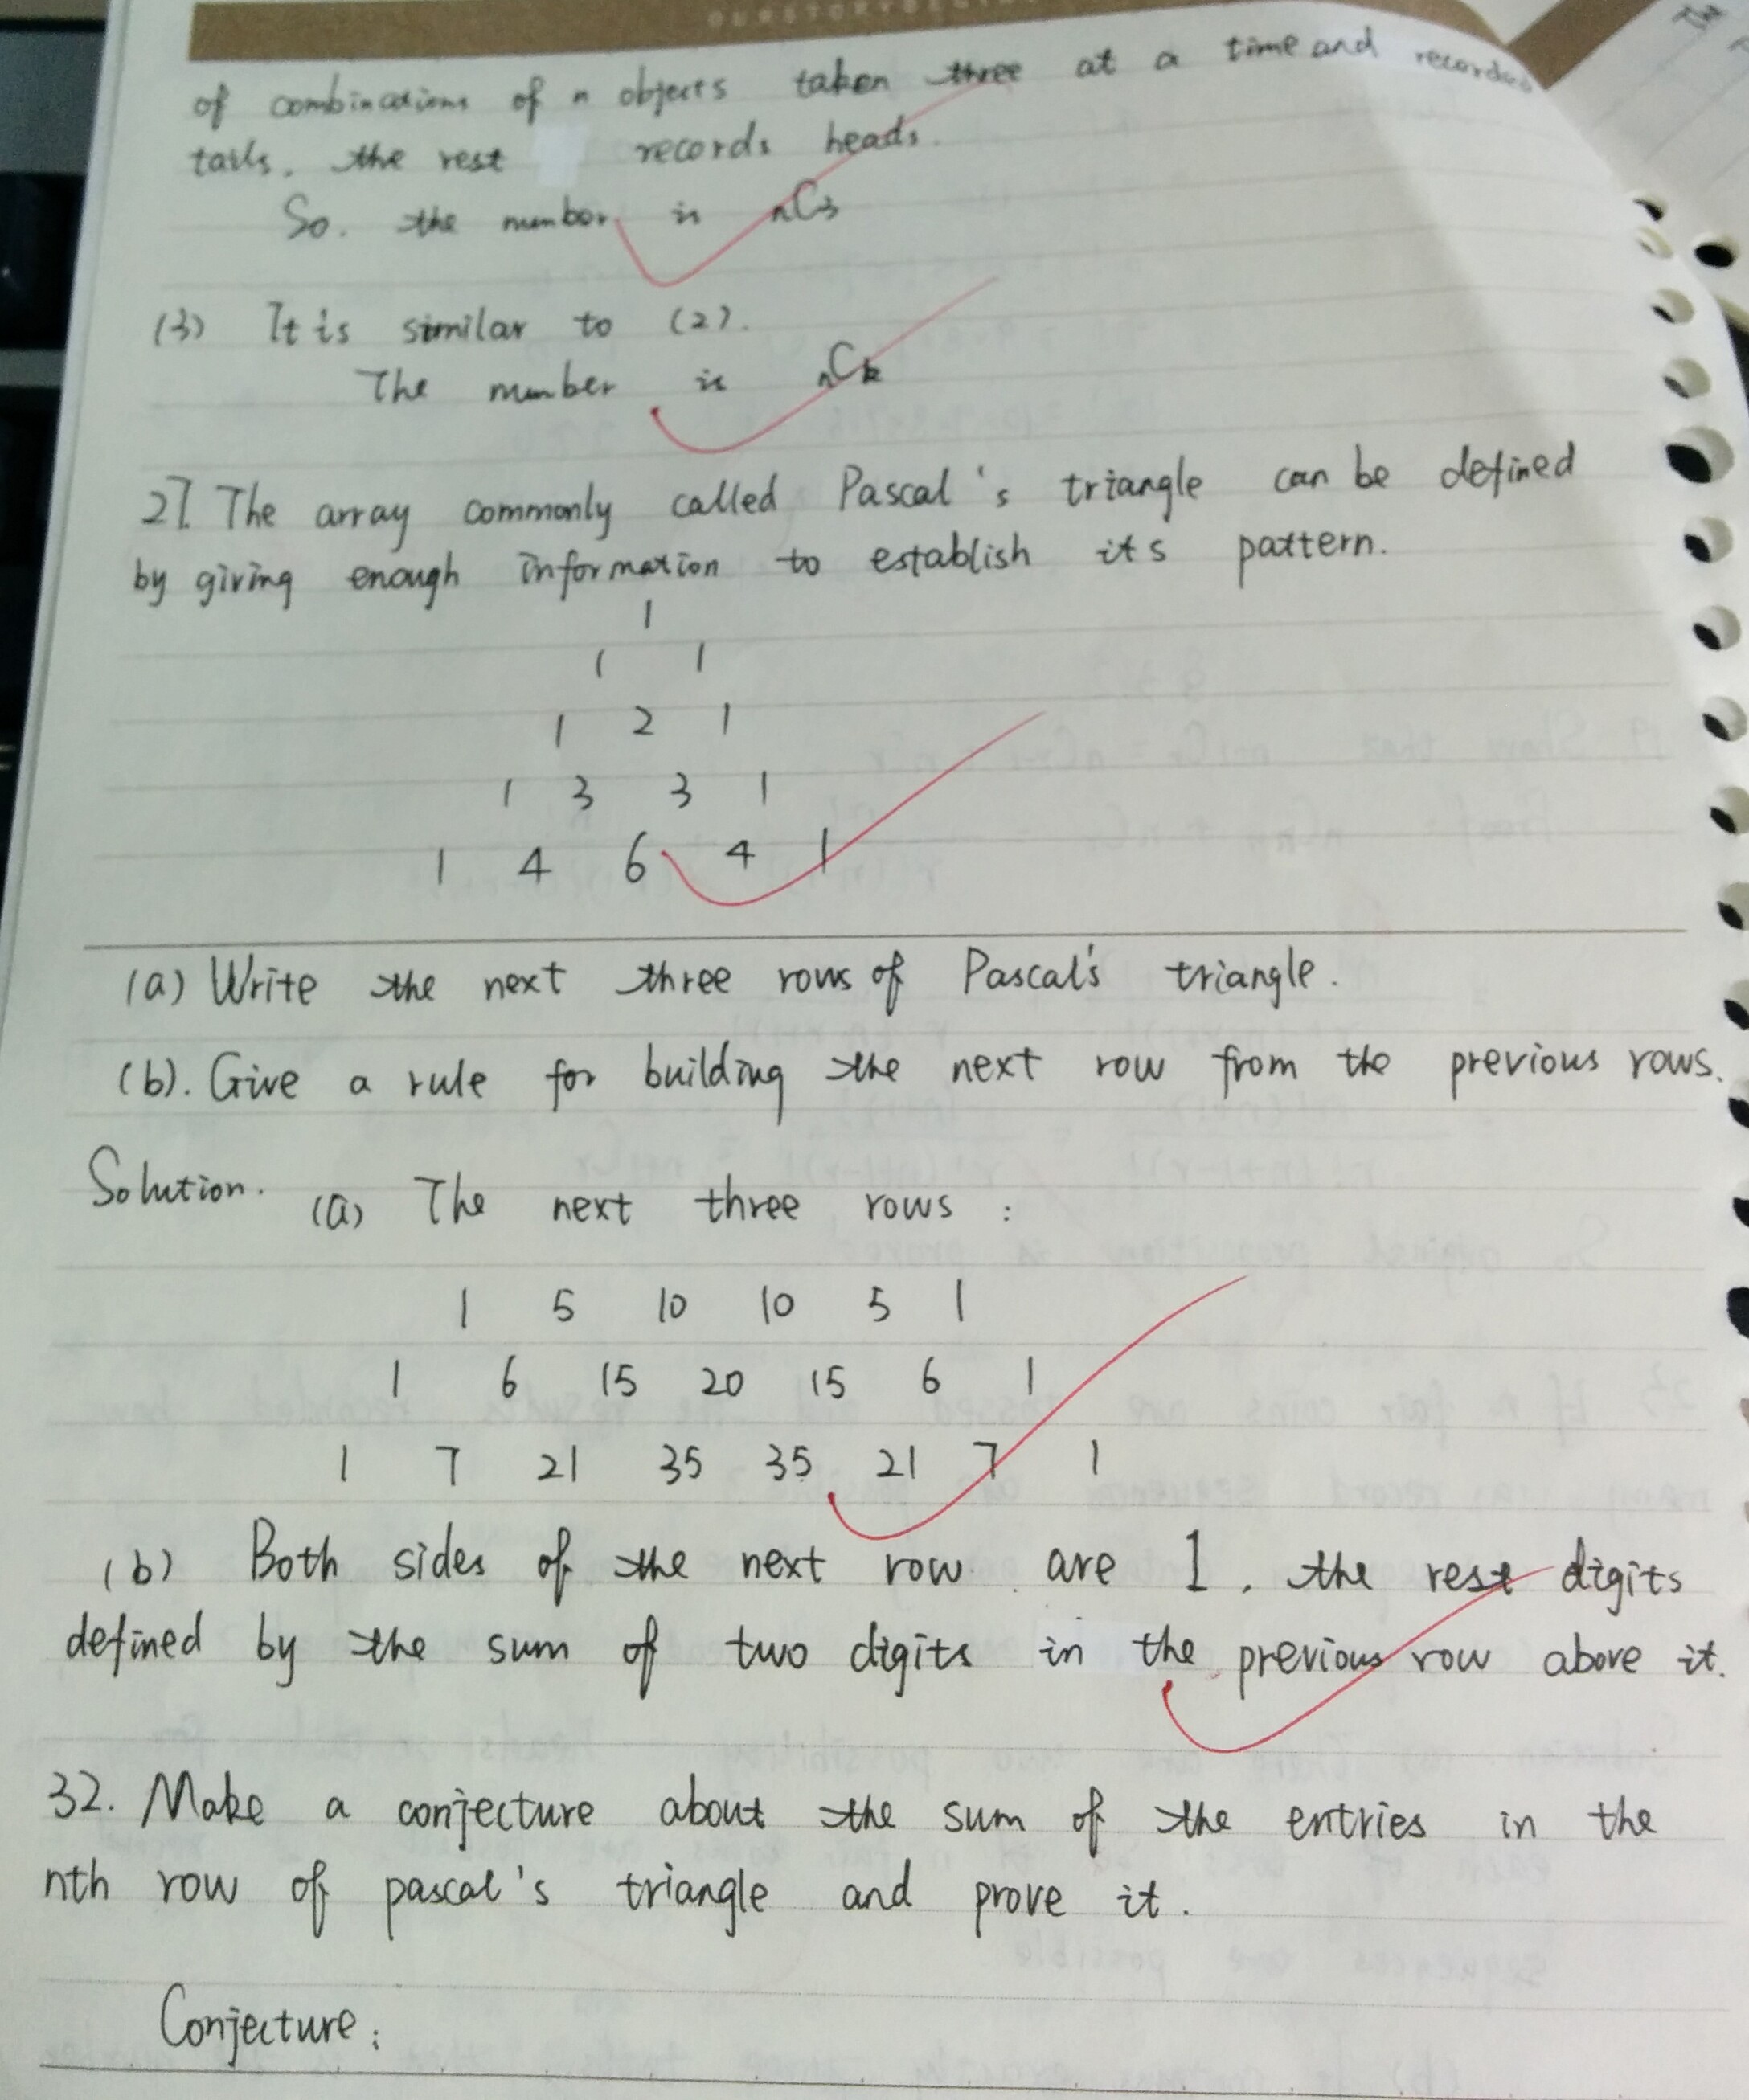 of combinations of n objects taken three at a time and recorded
tails. the rest records heads.
So. the number is nC3
(3) It is similar to (2).
The number is nCk
27. The array commonly called Pascal's triangle can be defined
by giving enough information to establish its pattern.
1
1 1
1 2 1
1 3 3 1
1 4 6 4 1
(a) Write the next three rows of Pascal's triangle.
(b). Give a rule for building the next row from the previous rows.
Solution. (a) The next three rows :
1 5 10 10 5 1
1 6 15 20 15 6 1
1 7 21 35 35 21 7 1
(b) Both sides of the next row are 1. the rest digits
defined by the sum of two digits in the previous row above it.
32. Make a conjecture about the sum of the entries in the
nth row of pascal's triangle and prove it.
Conjecture: